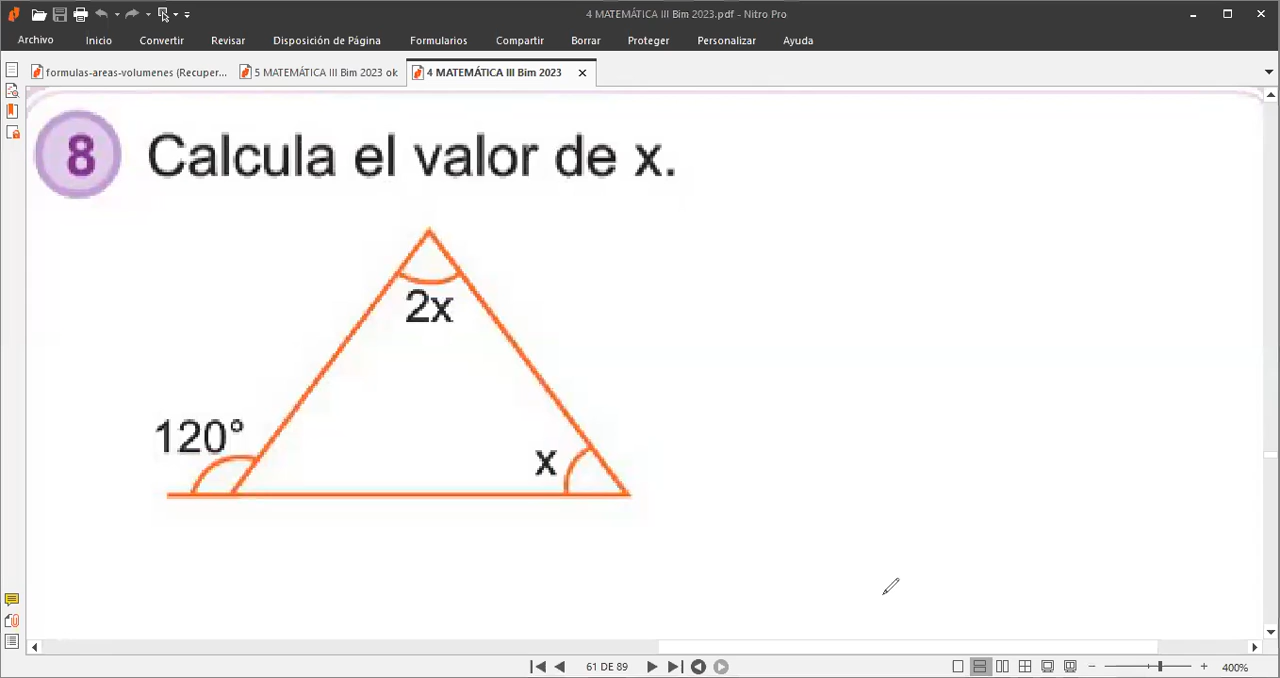 4 MATEMÁTICA III Bim 2023.pdf - Nitro Pro
Archivo Inicio Convertir Revisar Disposición de Página Formularios Compartir Borrar Proteger Personalizar Ayuda
formulas-areas-volumenes (Recuper... 5 MATEMÁTICA III Bim 2023 ok 4 MATEMÁTICA III Bim 2023
8 Calcula el valor de x.
2x
120°
x
61 DE 89
400%